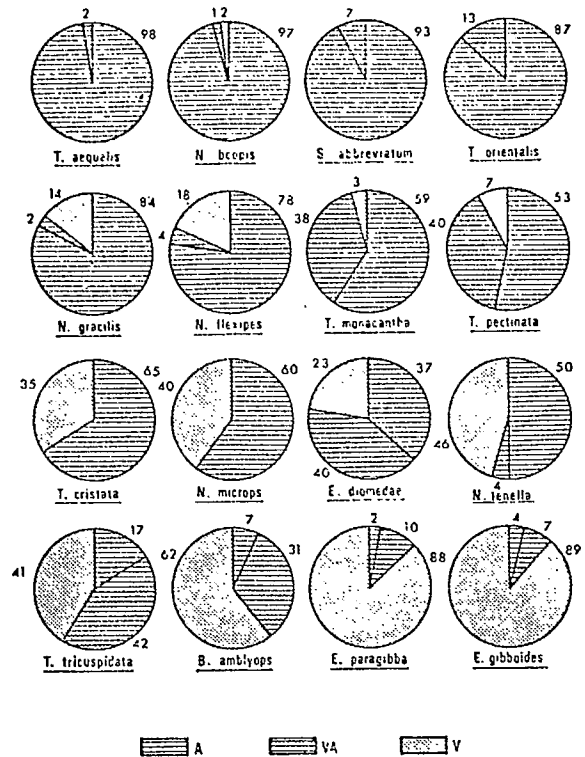 2 98
1 2 97
7 93
13 87
T. aequalis
N. boopis
S. abbreviatum
T. orientalis
14 84
2
18 78
4
3 59
38
7 53
40
N. gracilis
N. flexipes
T. monacantha
T. pectinata
35 65
40 60
23 37
40
50
46
4
T. cristata
N. microps
E. diomedae
N. tenella
17
41
42
62 7 31
2 10
88
4 7
89
T. tricuspidata
B. amblyops
E. paragibba
E. gibboides
A
VA
V